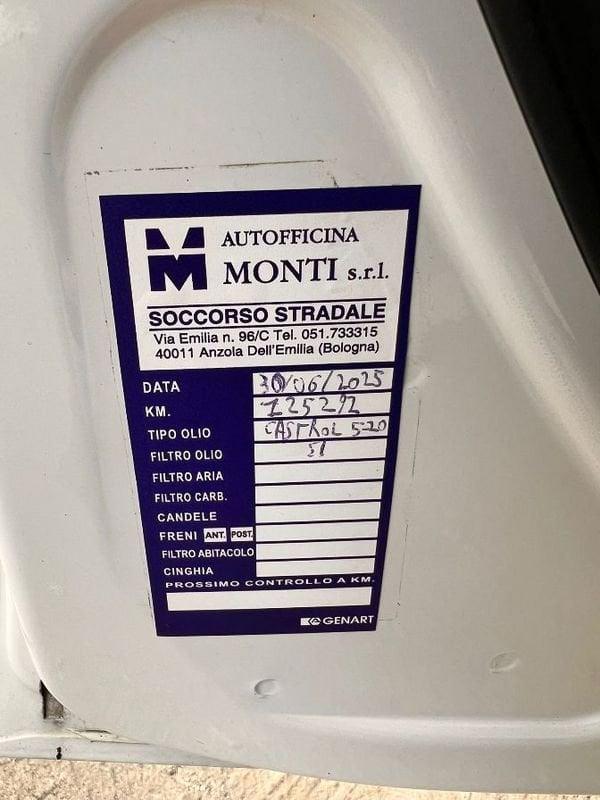 AUTOFFICINA
MONTI s.r.l.
SOCCORSO STRADALE
Via Emilia n. 96/C Tel. 051.733315
40011 Anzola Dell'Emilia (Bologna)
DATA 30/06/2025
KM. 125292
TIPO OLIO CASTROL 5-20
FILTRO OLIO SI
FILTRO ARIA
FILTRO CARB.
CANDELE
FRENI ANT. POST.
FILTRO ABITACOLO
CINGHIA
PROSSIMO CONTROLLO A KM.
GENART